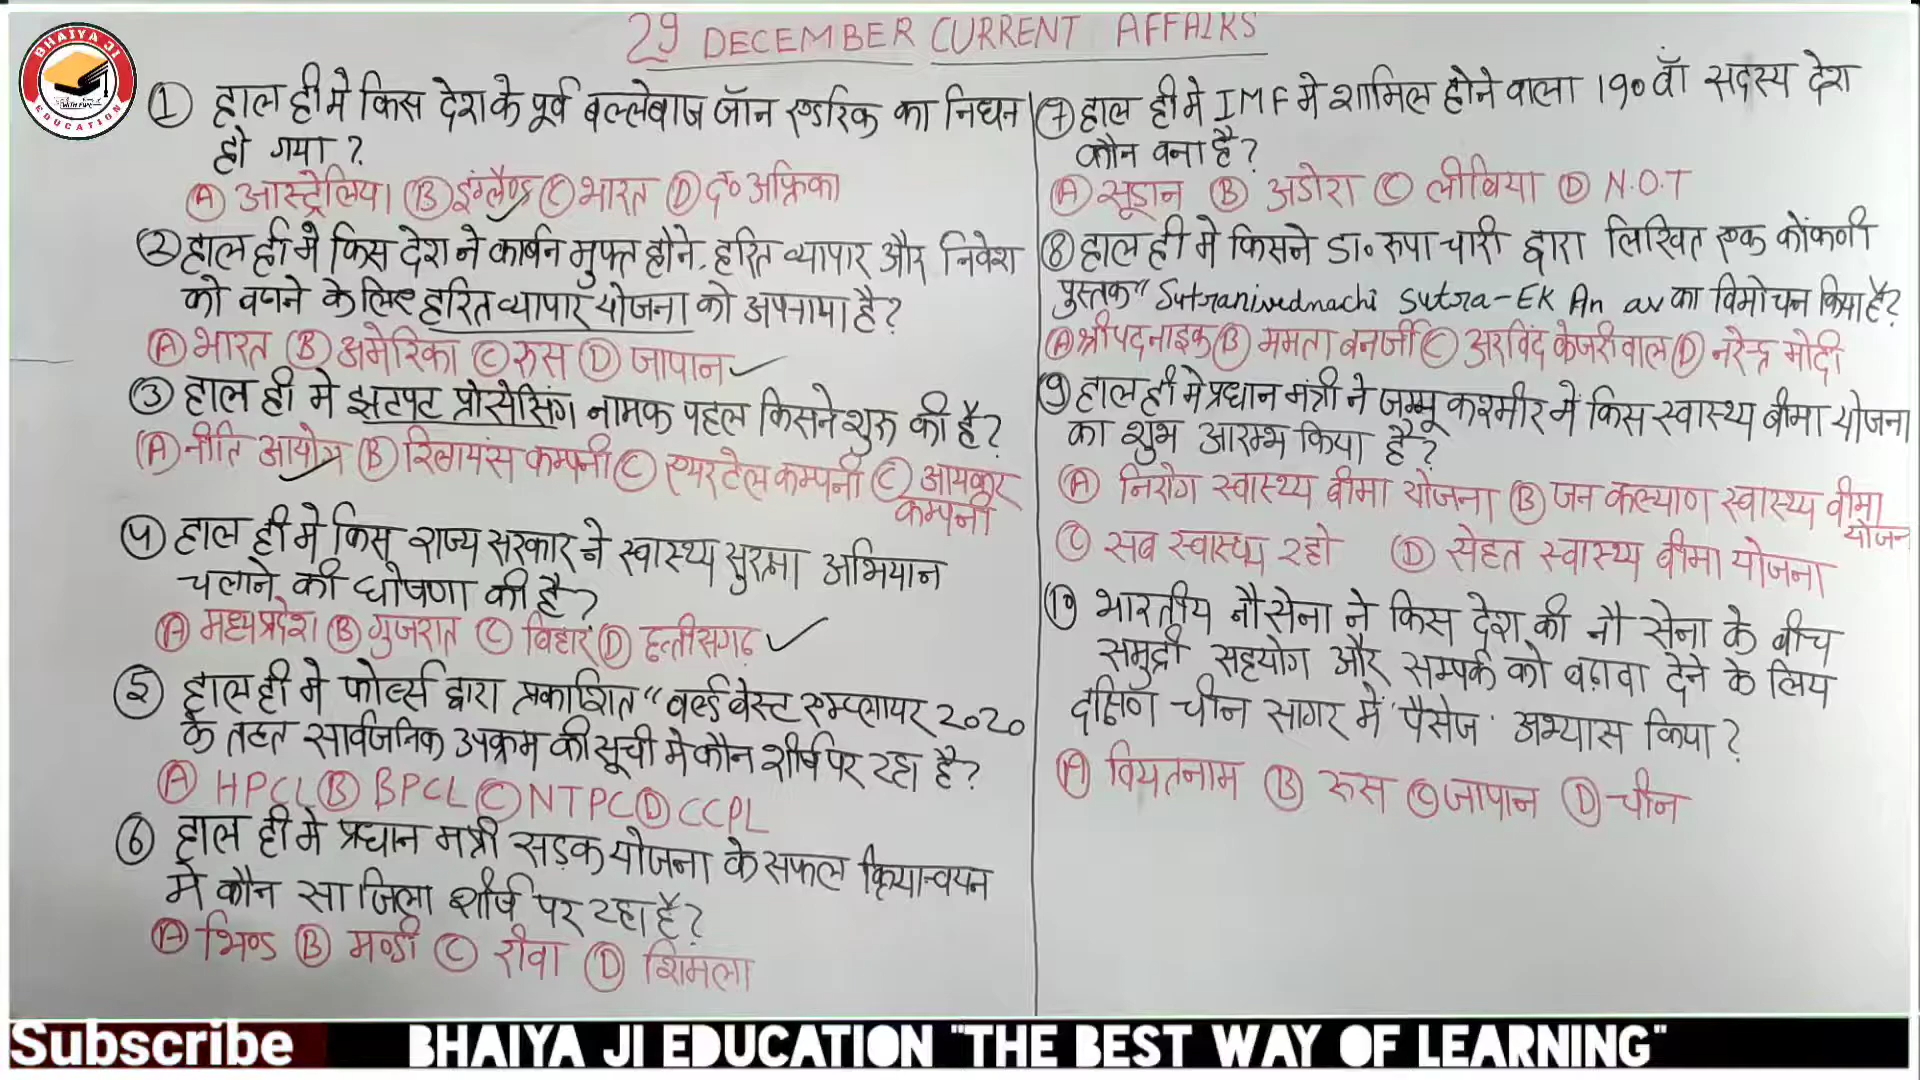 29 DECEMBER CURRENT AFFAIRS
BHAIYA JI
EDUCATION
① हाल ही मे किस देश के पूर्व बल्लेबाज जॉन एडरिक का निधन
हो गया ?
Ⓐ आस्ट्रेलिया Ⓑ इंग्लैण्ड Ⓒ भारत Ⓓ द० अफ्रिका
② हाल ही मे किस देश ने कार्बन मुफ्त होने, हरित व्यापार और निवेश
को बणने के लिए हरित व्यापार योजना को अपनाया है ?
Ⓐ भारत Ⓑ अमेरिका Ⓒ रुस Ⓓ जापान ✓
③ हाल ही मे झटपट प्रोसेसिंग नामक पहल किसने शुरु की है ?
Ⓐ नीति आयोग Ⓑ रिलायंस कम्पनी Ⓒ एयरटेल कम्पनी Ⓒ आयकर
कम्पनी
④ हाल ही मे किस राज्य सरकार ने स्वास्थ्य सुरक्षा अभियान
चलाने की घोषणा की है ?
Ⓐ मध्यप्रदेश Ⓑ गुजरात Ⓒ बिहार Ⓓ छत्तीसगढ़ ✓
⑤ हाल ही मे फोर्ब्स द्वारा प्रकाशित "वर्ल्ड बेस्ट एम्प्लायर 2020
के तहत सार्वजनिक उपक्रम की सूची मे कौन शीर्ष पर रहा है ?
Ⓐ HPCL Ⓑ BPCL Ⓒ NTPC Ⓓ CCPL
⑥ हाल ही मे प्रधान मंत्री सड़क योजना के सफल क्रियान्वयन
मे कौन सा जिला शीर्ष पर रहा है ?
Ⓐ भिण्ड Ⓑ मण्डी Ⓒ रीवा Ⓓ शिमला
⑦ हाल ही मे IMF मे शामिल होने वाला 190 वॉ सदस्य देश
कौन बना है ?
Ⓐ सूडान Ⓑ अडोरा Ⓒ लीबिया Ⓓ N.O.T
⑧ हाल ही मे किसने डा० रुपा चारी द्वारा लिखित एक कोंकणी
पुस्तक "Sutranivednachi Sutra-EK An av का विमोचन किया है ?
Ⓐ श्रीपदनाइक Ⓑ ममता बनर्जी Ⓒ अरविंद केजरीवाल Ⓓ नरेन्द्र मोदी
⑨ हाल ही मे प्रधान मंत्री ने जम्मू कश्मीर में किस स्वास्थ्य बीमा योजना
का शुभ आरम्भ किया है ?
Ⓐ निरोग स्वास्थ्य बीमा योजना Ⓑ जन कल्याण स्वास्थ्य बीमा
योजन
Ⓒ सब स्वास्थ्य रहो Ⓓ सेहत स्वास्थ्य बीमा योजना
⑩ भारतीय नौसेना ने किस देश की नौ सेना के बीच
समुद्री सहयोग और सम्पर्क को बढ़ावा देने के लिय
दक्षिण चीन सागर में 'पैसेज' अभ्यास किया ?
Ⓐ वियतनाम Ⓑ रुस Ⓒ जापान Ⓓ चीन
Subscribe BHAIYA JI EDUCATION "THE BEST WAY OF LEARNING"